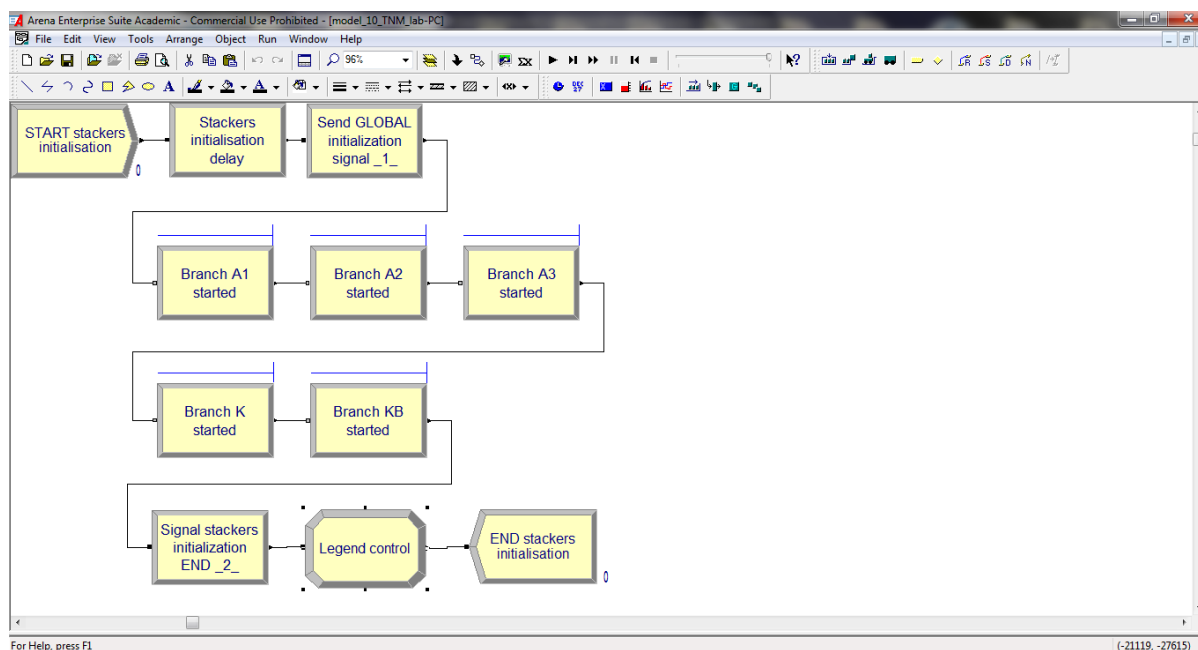 Arena Enterprise Suite Academic - Commercial Use Prohibited - [model_10_TNM_lab-PC]
File Edit View Tools Arrange Object Run Window Help
96%
START stackers
initialisation
0
Stackers
initialisation
delay
Send GLOBAL
initialization
signal _1_
Branch A1
started
Branch A2
started
Branch A3
started
Branch K
started
Branch KB
started
Signal stackers
initialization
END _2_
Legend control
END stackers
initialisation
0
For Help, press F1
(-21119, -27615)